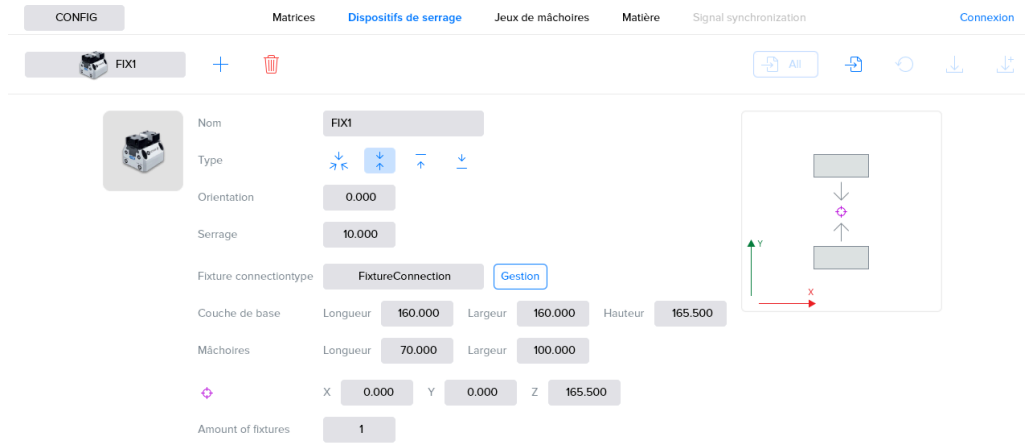 CONFIG Matrices Dispositifs de serrage Jeux de mâchoires Matière Signal synchronization Connexion
FIX1 All
Nom FIX1
Type
Orientation 0.000
Serrage 10.000
Y
Fixture connectiontype FixtureConnection Gestion
X
Couche de base Longueur 160.000 Largeur 160.000 Hauteur 165.500
Mâchoires Longueur 70.000 Largeur 100.000
X 0.000 Y 0.000 Z 165.500
Amount of fixtures 1